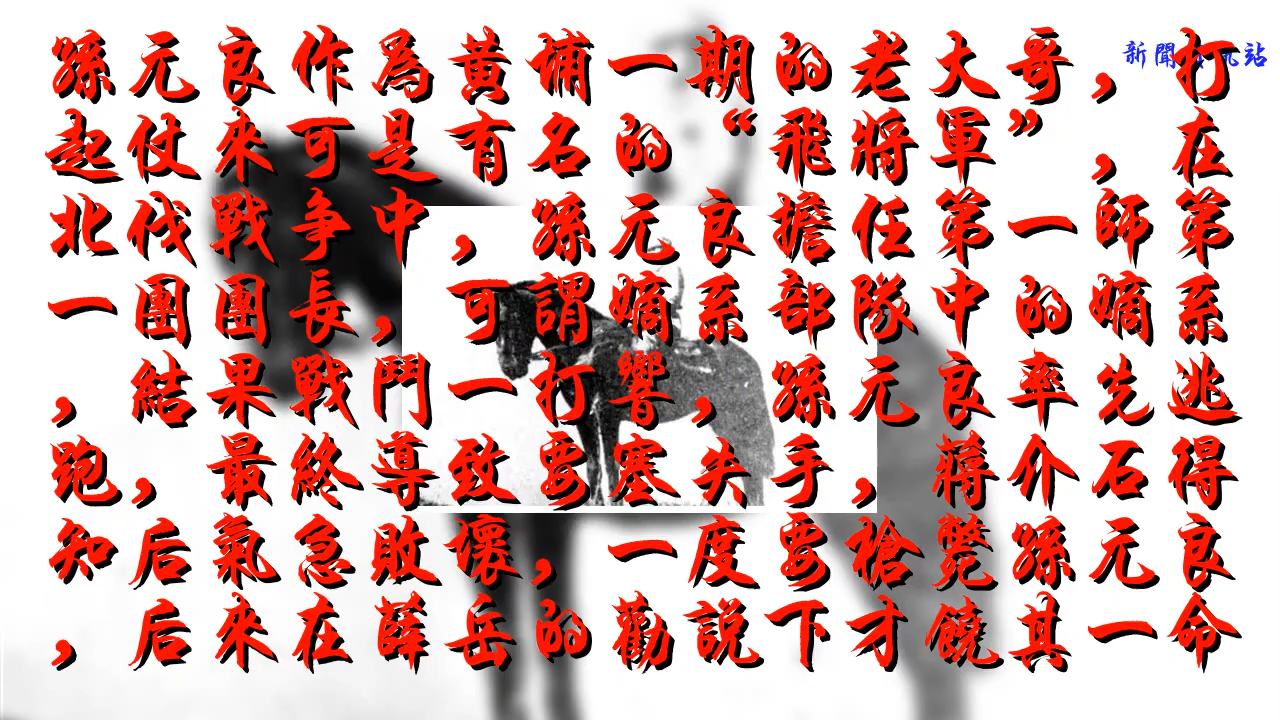 孫元良作為黃埔一期的老大哥，打
起仗來可是有名的“飛將軍”，在
北伐戰爭中，孫元良擔任第一師第
一團團長，可謂嫡系部隊中的嫡系
，結果戰鬥一打響，孫元良率先逃
跑，最終導致要塞失手，蔣介石得
知后氣急敗壞，一度要槍斃孫元良
，后來在薛岳的勸說下才饒其一命
新聞 站